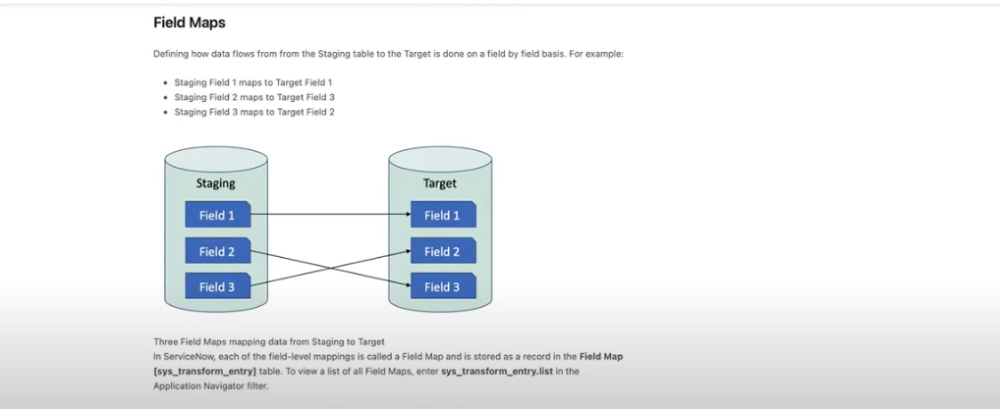 Field Maps
Defining how data flows from from the Staging table to the Target is done on a field by field basis. For example:
• Staging Field 1 maps to Target Field 1
• Staging Field 2 maps to Target Field 3
• Staging Field 3 maps to Target Field 2
Staging
Field 1
Field 2
Field 3
Target
Field 1
Field 2
Field 3
Three Field Maps mapping data from Staging to Target
In ServiceNow, each of the field-level mappings is called a Field Map and is stored as a record in the Field Map
[sys_transform_entry] table. To view a list of all Field Maps, enter sys_transform_entry.list in the
Application Navigator filter.